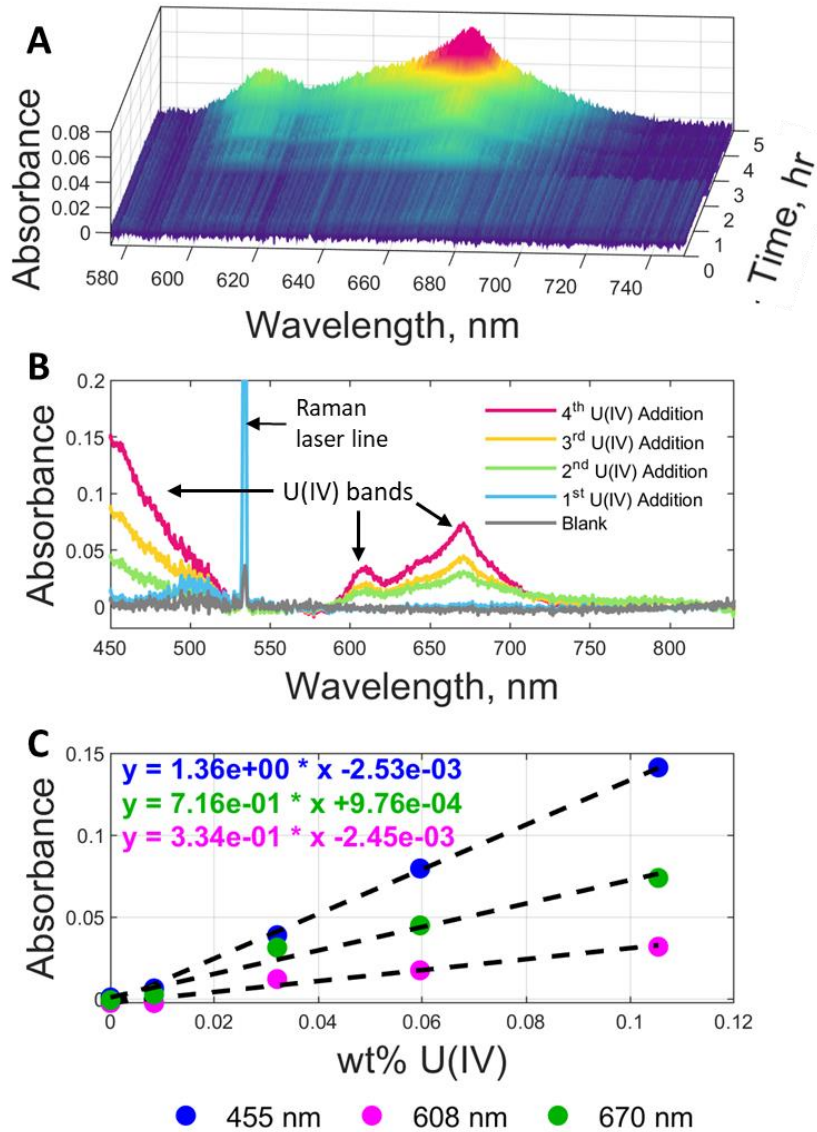 A
0.08
0.06
0.04
0.02
0
Absorbance
580 600 620 640 660 680 700 720 740
Wavelength, nm
0
1
2
3
4
5
Time, hr
B
0.2
0.15
0.1
0.05
0
Absorbance
Raman
laser line
U(IV) bands
4th U(IV) Addition
3rd U(IV) Addition
2nd U(IV) Addition
1st U(IV) Addition
Blank
450 500 550 600 650 700 750 800
Wavelength, nm
C
0.15
0.1
0.05
0
Absorbance
y = 1.36e+00 * x -2.53e-03
y = 7.16e-01 * x +9.76e-04
y = 3.34e-01 * x -2.45e-03
0 0.02 0.04 0.06 0.08 0.1 0.12
wt% U(IV)
455 nm 608 nm 670 nm